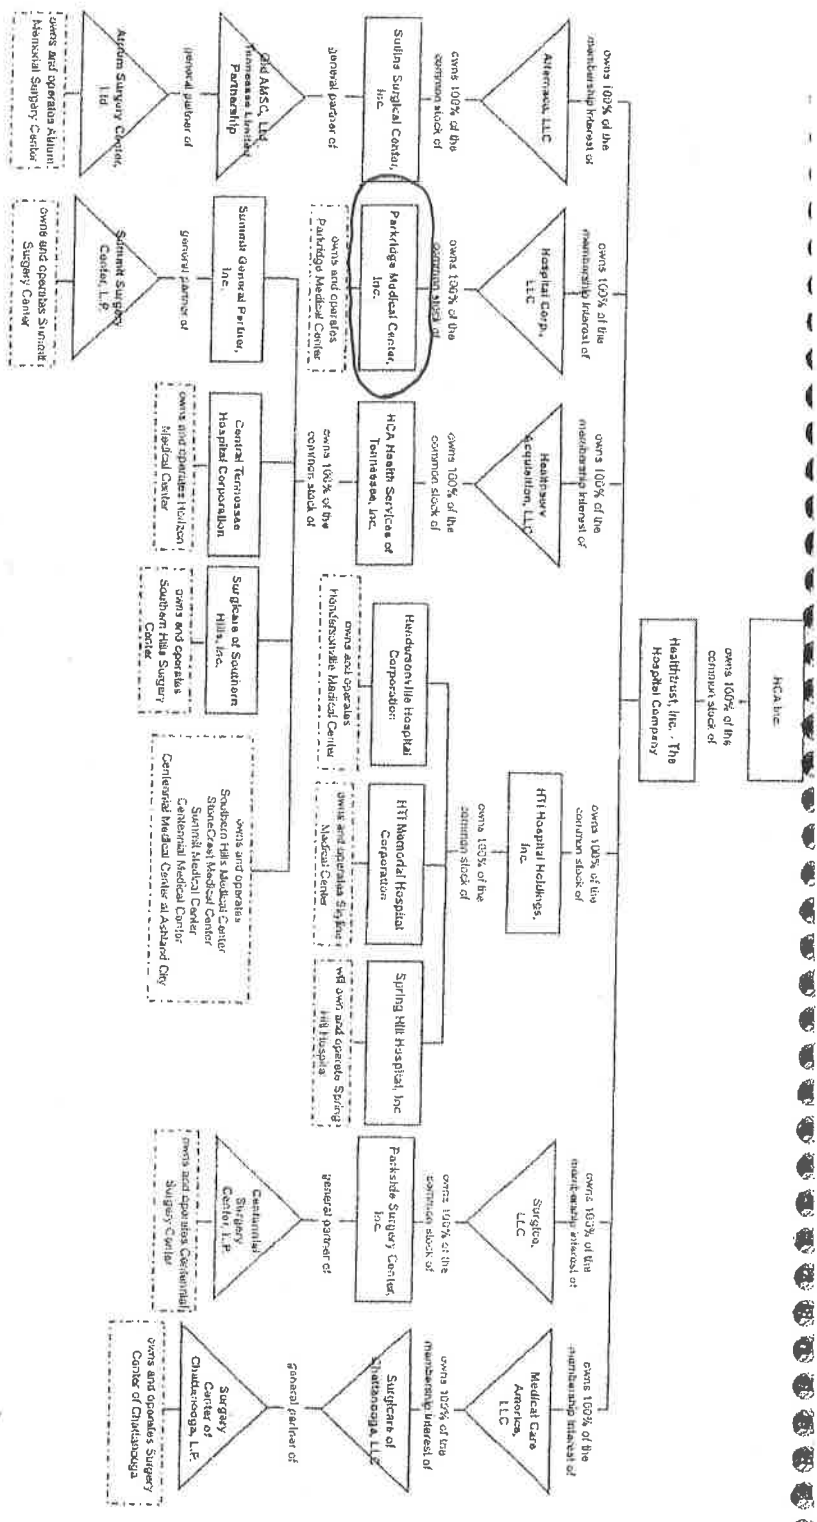 HCA Inc.
owns 100% of the
common stock of
Healthtrust, Inc. - The
Hospital Company
owns 100% of the
membership interest of
LLC
owns 100% of the
common stock of
Surgical Center,
Inc.
general partner of
Old AMSC, Ltd
Tennessee Limited
Partnership
general partner of
Atrium Surgery Center,
Ltd.
owns and operates Atrium
Memorial Surgery Center
owns 100% of the
membership interest of
Hospital Corp.,
LLC
owns 100% of the
common stock of
Parkridge Medical Center,
Inc.
owns and operates
Parkridge Medical Center
owns 100% of the
membership interest of
Healthserv
Acquisition, LLC
owns 100% of the
common stock of
HCA Health Services of
Tennessee, Inc.
owns 100% of the
common stock of
Summit General Partner,
Inc.
general partner of
Summit Surgery
Center, L.P.
owns and operates Summit
Surgery Center
Central Tennessee
Hospital Corporation
owns and operates Horizon
Medical Center
Surgicare of Southern
Hills, Inc.
owns and operates
Southern Hills Surgery
Center
owns and operates
Southern Hills Medical Center
StoneCrest Medical Center
Summit Medical Center
Centennial Medical Center
Centennial Medical Center at Ashland City
owns 100% of the
common stock of
HTI Hospital Holdings,
Inc.
owns 100% of the
common stock of
Hendersonville Hospital
Corporation
owns and operates
Hendersonville Medical Center
HTI Memorial Hospital
Corporation
owns and operates Skyline
Medical Center
Spring Hill Hospital, Inc
will own and operate Spring
Hill Hospital
owns 100% of the
membership interest of
Surgico,
LLC
owns 100% of the
common stock of
Parkside Surgery Center,
Inc.
general partner of
Centennial
Surgery
Center, L.P.
owns and operates Centennial
Surgery Center
owns 100% of the
membership interest of
Medical Care
America,
LLC
owns 100% of the
membership interest of
Surgicare of
Chattanooga, LLC
general partner of
Surgery
Center of
Chattanooga, L.P.
owns and operates Surgery
Center of Chattanooga